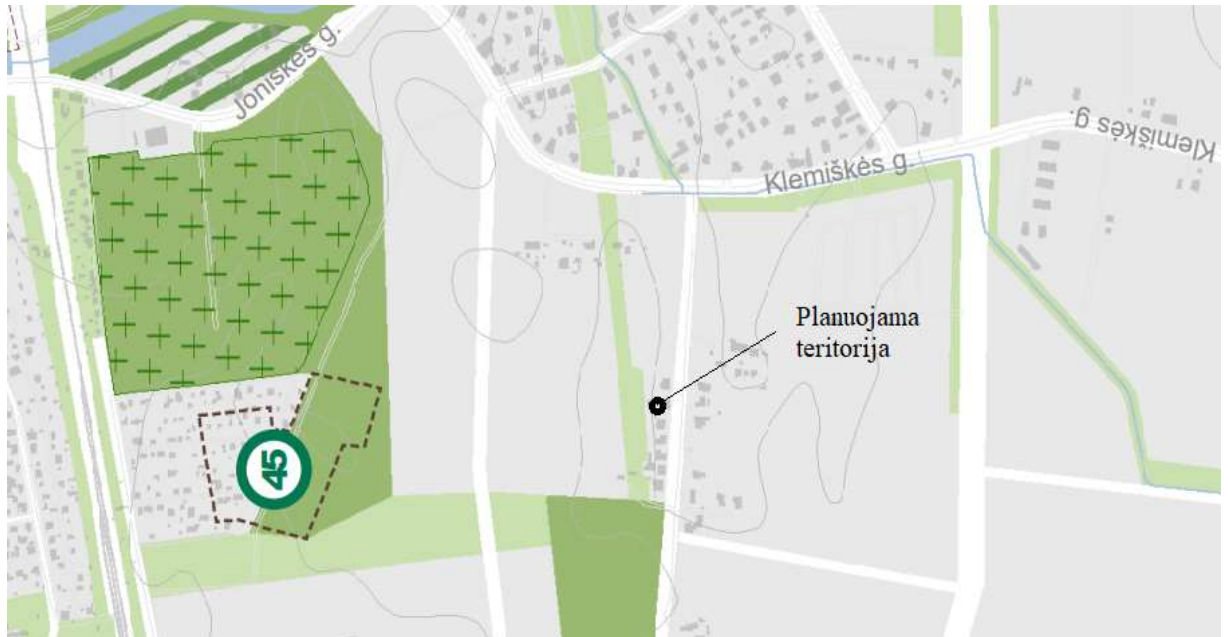 Joniškės g.
Klemiškės g.
Klemiškės g.
Planuojama
teritorija
45